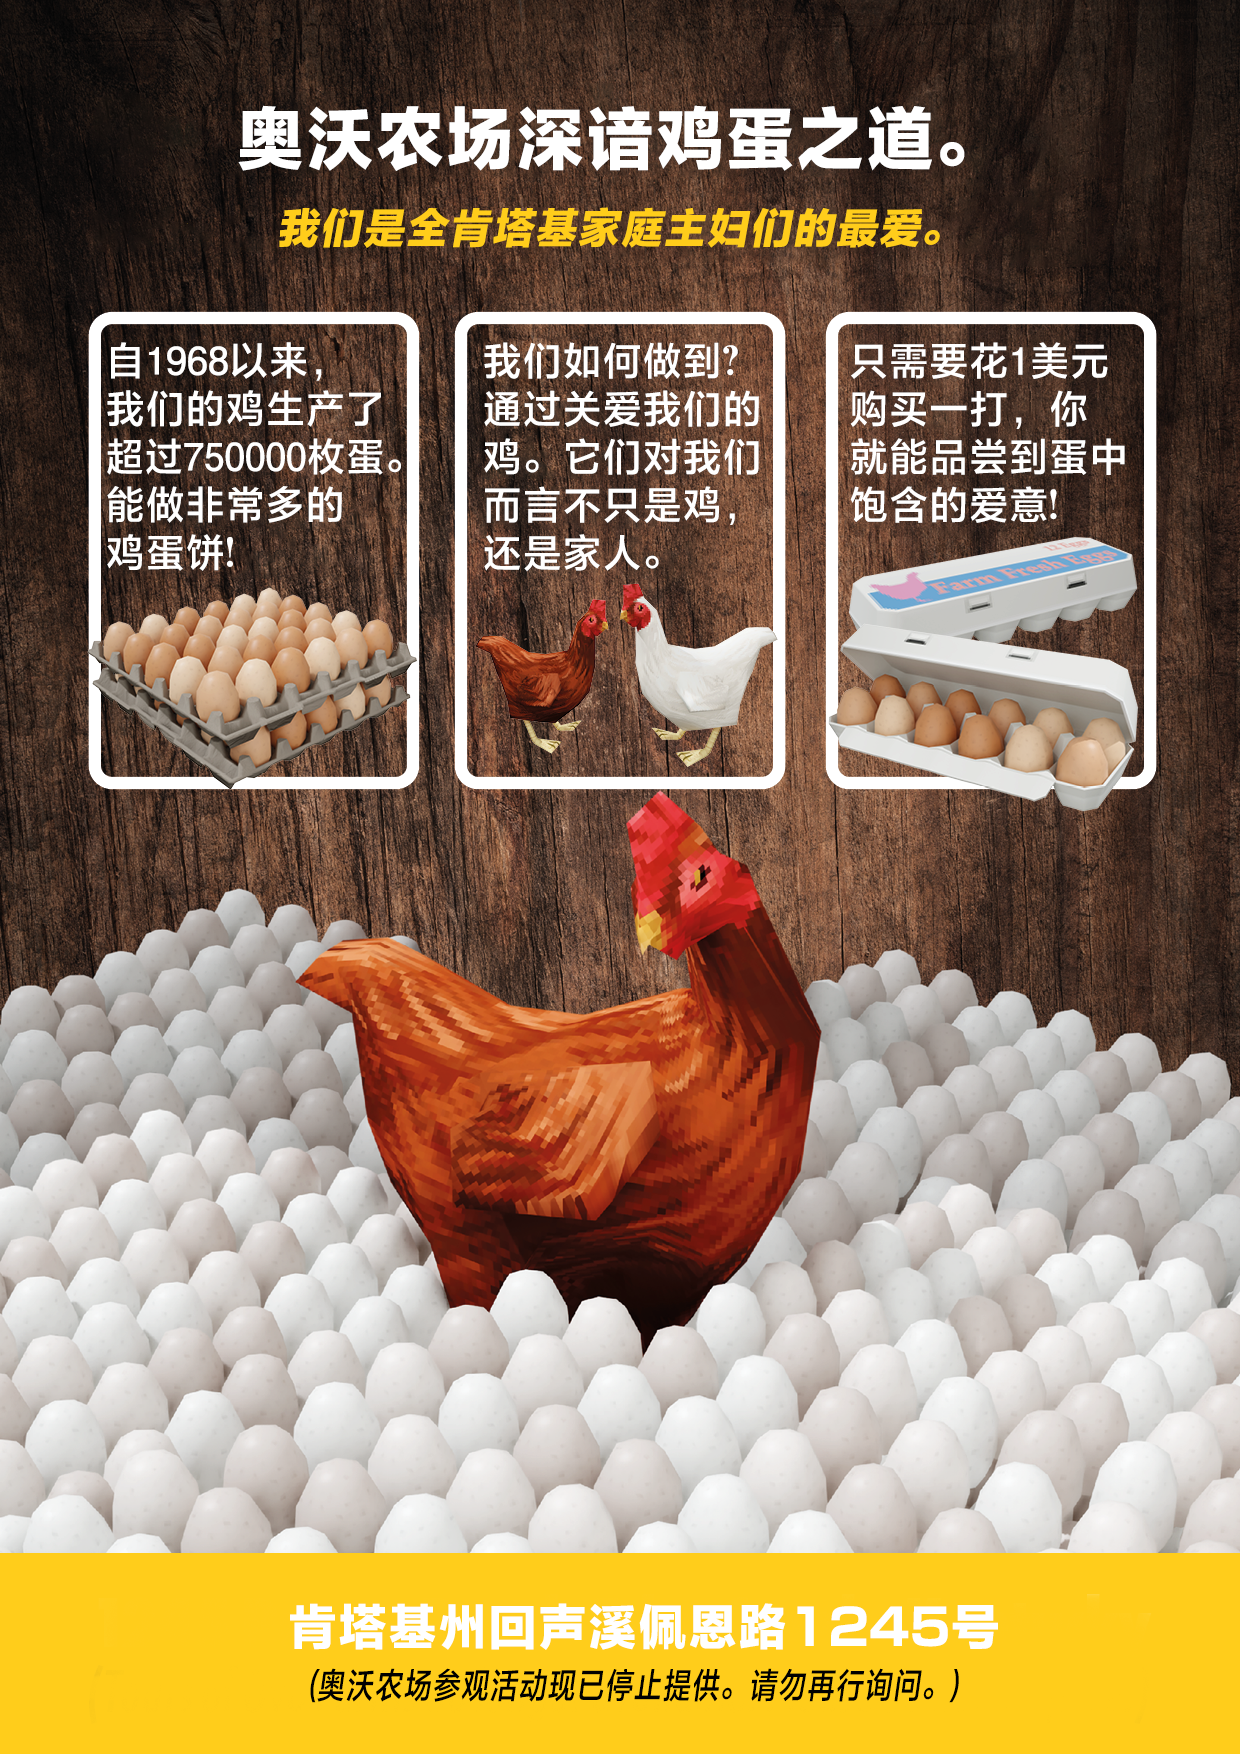 奥沃农场深谙鸡蛋之道。
我们是全肯塔基家庭主妇们的最爱。
自1968以来，
我们的鸡生产了
超过750000枚蛋。
能做非常多的
鸡蛋饼!
我们如何做到?
通过关爱我们的
鸡。它们对我们
而言不只是鸡，
还是家人。
只需要花1美元
购买一打，你
就能品尝到蛋中
饱含的爱意!
12 Eggs
Farm Fresh Eggs
肯塔基州回声溪佩恩路1245号
(奥沃农场参观活动现已停止提供。请勿再行询问。)